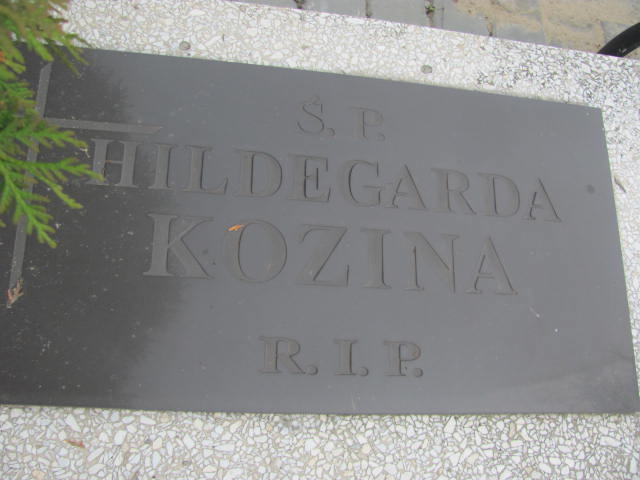 Ś. P.
HILDEGARDA
KOZINA
R. I. P.